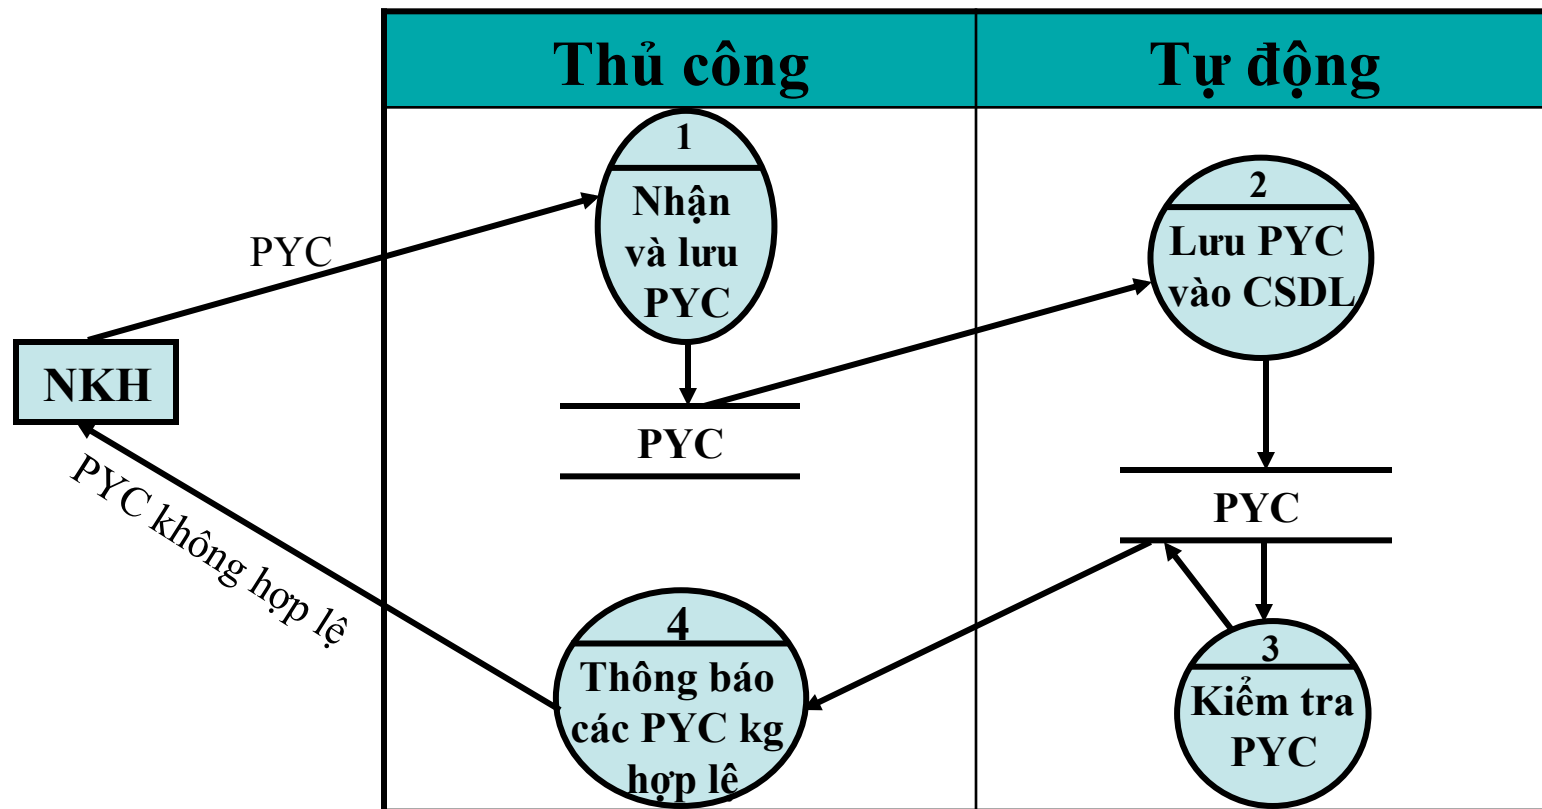 Thủ công
Tự động
1
Nhận
và lưu
PYC
2
Lưu PYC
vào CSDL
PYC
NKH
PYC
PYC
PYC không hợp lệ
4
Thông báo
các PYC kg
hợp lệ
3
Kiểm tra
PYC